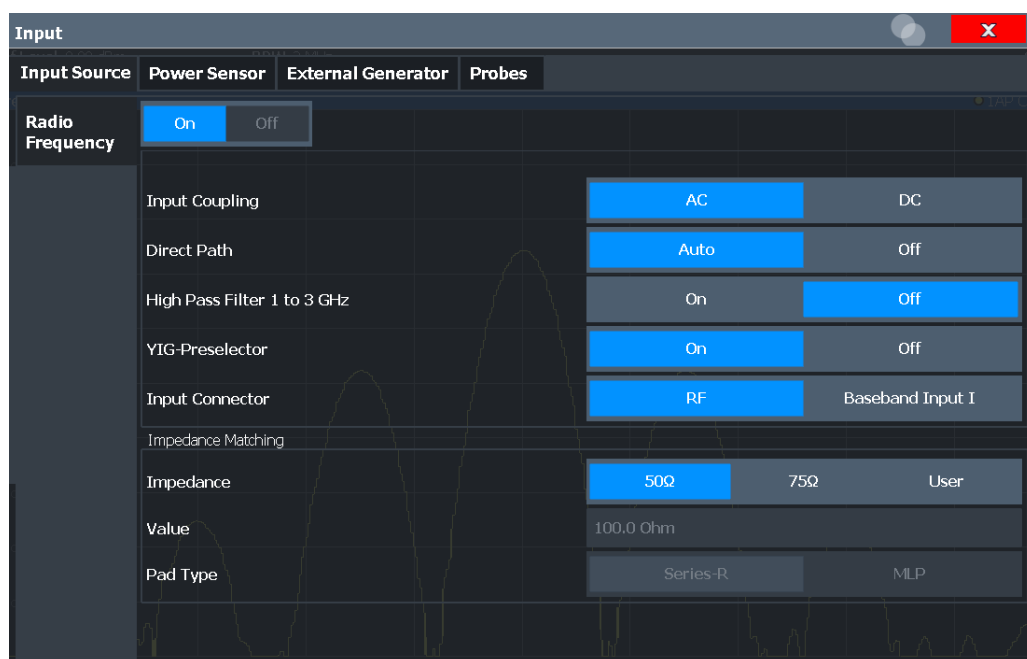 Input
X
Input Source Power Sensor External Generator Probes
Radio Frequency
On Off
Input Coupling AC DC
Direct Path Auto Off
High Pass Filter 1 to 3 GHz On Off
YIG-Preselector On Off
Input Connector RF Baseband Input I
Impedance Matching
Impedance 50Ω 75Ω User
Value 100.0 Ohm
Pad Type Series-R MLP